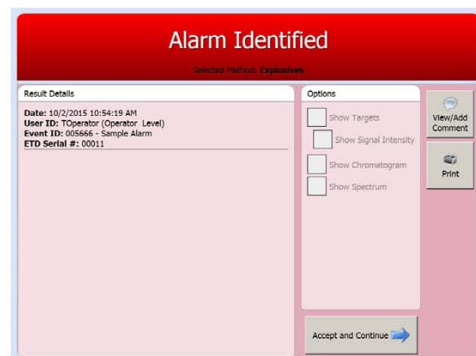 Alarm Identified
Selected Method: Explosives
Result Details
Date: 10/2/2015 10:54:19 AM
User ID: TOperator (Operator Level)
Event ID: 005666 - Sample Alarm
ETD Serial #: 00011
Options
Show Targets
Show Signal Intensity
Show Chromatogram
Show Spectrum
View/Add
Comment
Print
Accept and Continue